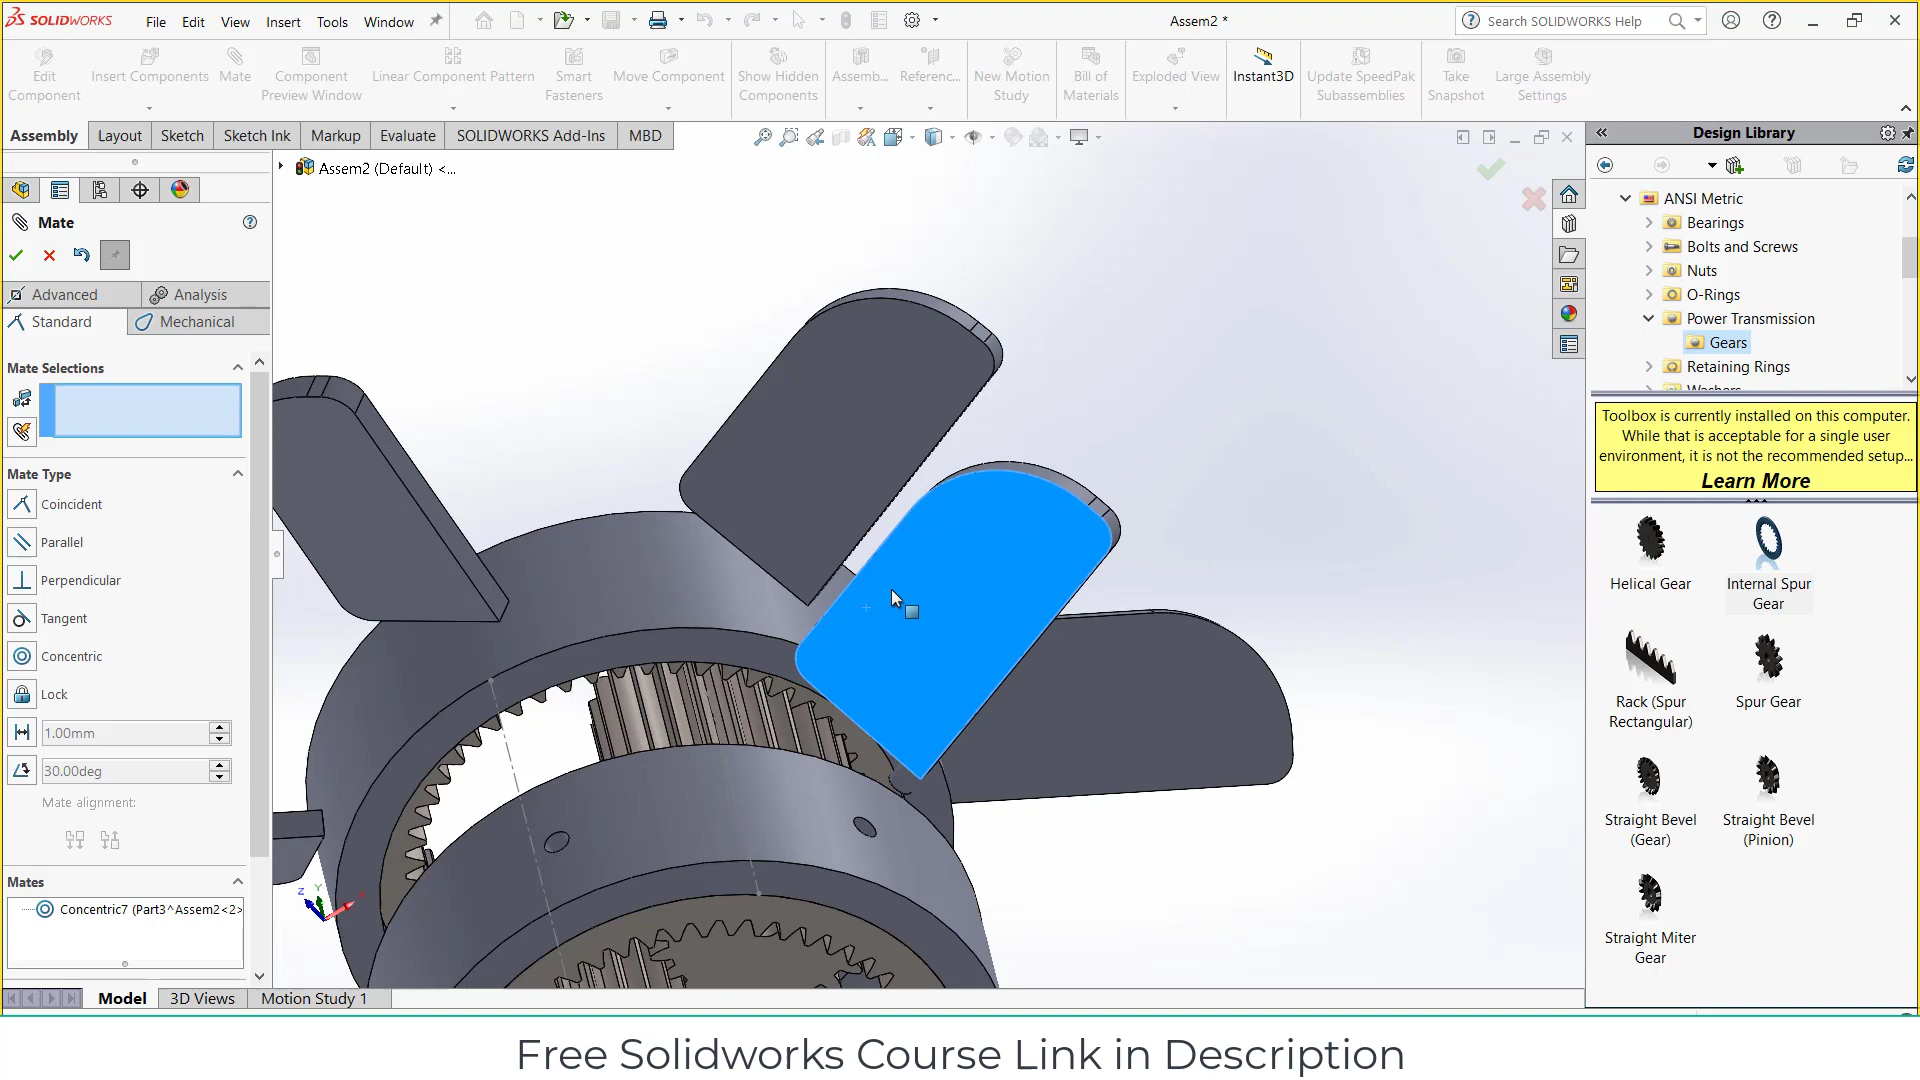 SOLIDWORKS
File Edit View Insert Tools Window
Assem2 *
Search SOLIDWORKS Help
Edit Component
Insert Components
Mate
Component Preview Window
Linear Component Pattern
Smart Fasteners
Move Component
Show Hidden Components
Assemb...
Referenc...
New Motion Study
Bill of Materials
Exploded View
Instant3D
Update SpeedPak Subassemblies
Take Snapshot
Large Assembly Settings
Assembly Layout Sketch Sketch Ink Markup Evaluate SOLIDWORKS Add-Ins MBD
Assem2 (Default) <...
Mate
Advanced Analysis
Standard Mechanical
Mate Selections
Mate Type
Coincident
Parallel
Perpendicular
Tangent
Concentric
Lock
1.00mm
30.00deg
Mate alignment:
Mates
Concentric7 (Part3^Assem2<2>
Z Y X
Model 3D Views Motion Study 1
Design Library
ANSI Metric
Bearings
Bolts and Screws
Nuts
O-Rings
Power Transmission
Gears
Retaining Rings
Washers
Toolbox is currently installed on this computer.
While that is acceptable for a single user
environment, it is not the recommended setup...
Learn More
Helical Gear
Internal Spur Gear
Rack (Spur Rectangular)
Spur Gear
Straight Bevel (Gear)
Straight Bevel (Pinion)
Straight Miter Gear
Free Solidworks Course Link in Description